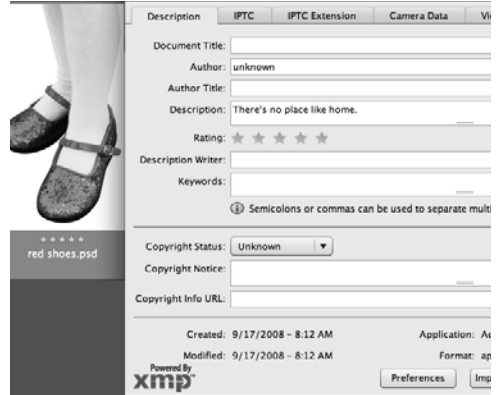 Description IPTC IPTC Extension Camera Data
Document Title:
Author: unknown
Author Title:
Description: There's no place like home.
Rating:
Description Writer:
Keywords:
Semicolons or commas can be used to separate
red shoes.psd
Copyright Status: Unknown
Copyright Notice:
Copyright Info URL:
Created: 9/17/2008 – 8:12 AM Application:
Modified: 9/17/2008 – 8:12 AM Format:
Powered By
xmp
Preferences